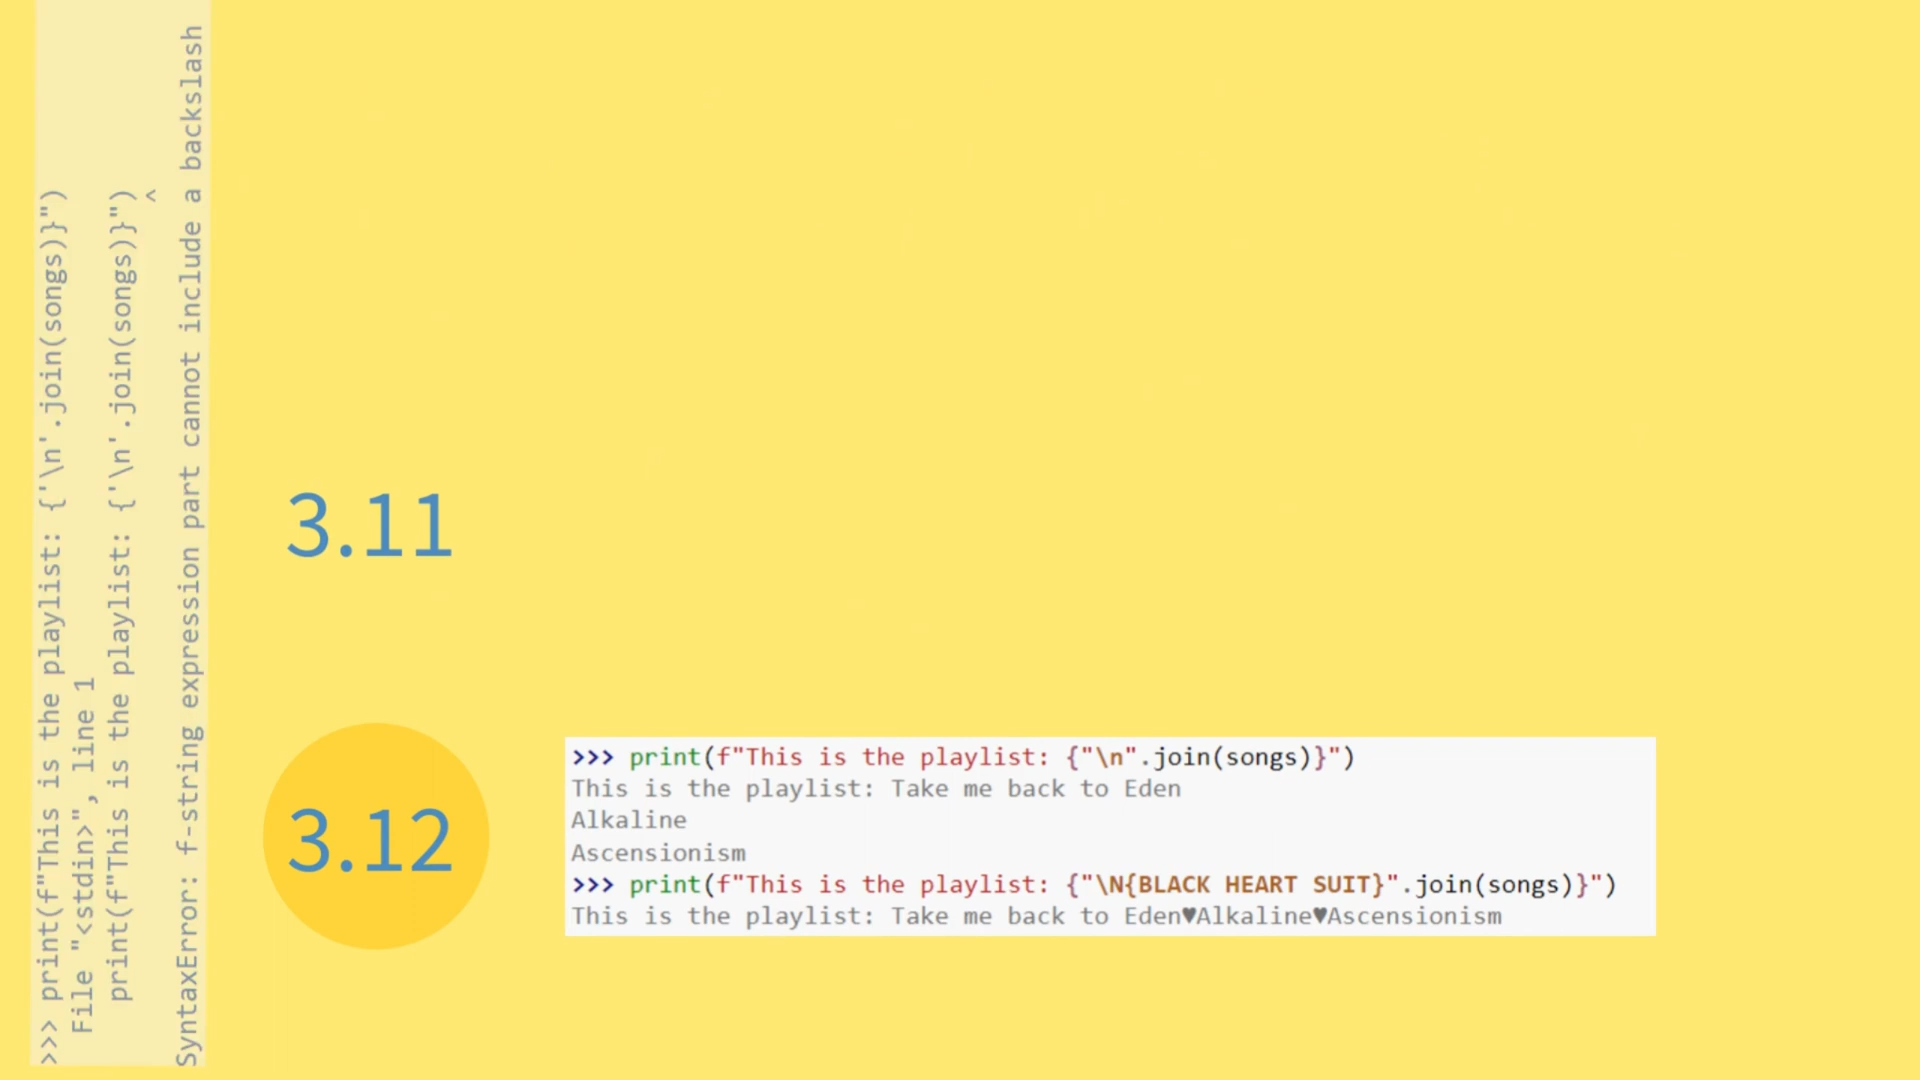 >>> print(f"This is the playlist: {'\n'.join(songs)}")
File "<stdin>", line 1
print(f"This is the playlist: {'\n'.join(songs)}")
^
SyntaxError: f-string expression part cannot include a backslash
3.11
3.12
>>> print(f"This is the playlist: {"\n".join(songs)}")
This is the playlist: Take me back to Eden
Alkaline
Ascensionism
>>> print(f"This is the playlist: {"\N{BLACK HEART SUIT}".join(songs)}")
This is the playlist: Take me back to Eden♥Alkaline♥Ascensionism